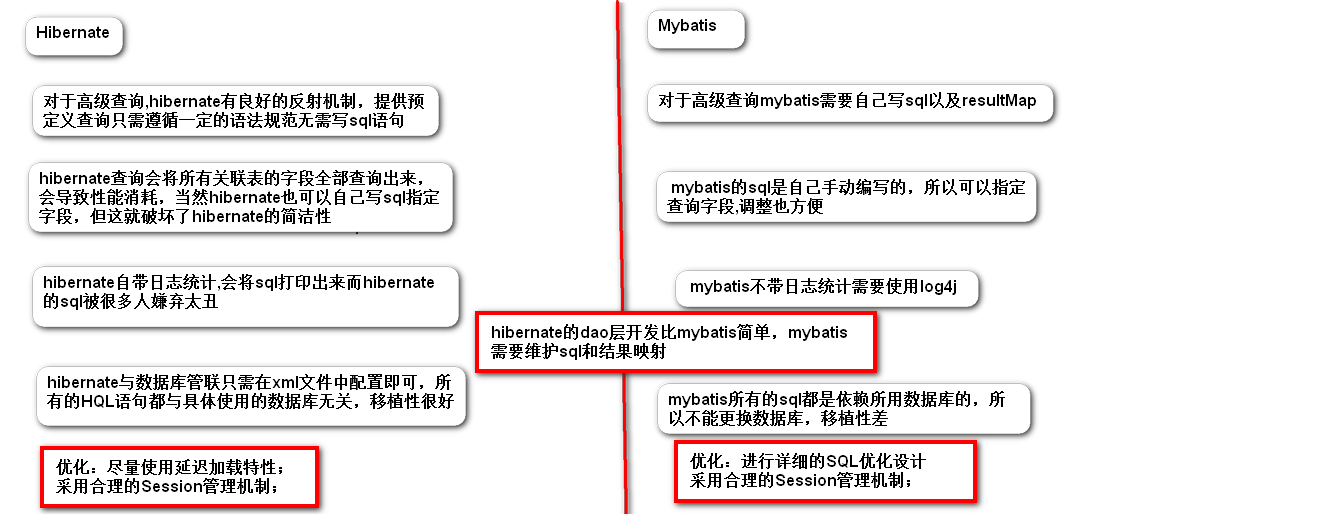 Hibernate
对于高级查询,hibernate有良好的反射机制，提供预
定义查询只需遵循一定的语法规范无需写sql语句
hibernate查询会将所有关联表的字段全部查询出来，
会导致性能消耗，当然hibernate也可以自己写sql指定
字段，但这就破坏了hibernate的简洁性
hibernate自带日志统计,会将sql打印出来而hibernate
的sql被很多人嫌弃太丑
hibernate与数据库管联只需在xml文件中配置即可，所
有的HQL语句都与具体使用的数据库无关，移植性很好
优化：尽量使用延迟加载特性；
采用合理的Session管理机制；
hibernate的dao层开发比mybatis简单，mybatis
需要维护sql和结果映射
Mybatis
对于高级查询mybatis需要自己写sql以及resultMap
mybatis的sql是自己手动编写的，所以可以指定
查询字段,调整也方便
mybatis不带日志统计需要使用log4j
mybatis所有的sql都是依赖所用数据库的，所
以不能更换数据库，移植性差
优化：进行详细的SQL优化设计
采用合理的Session管理机制；